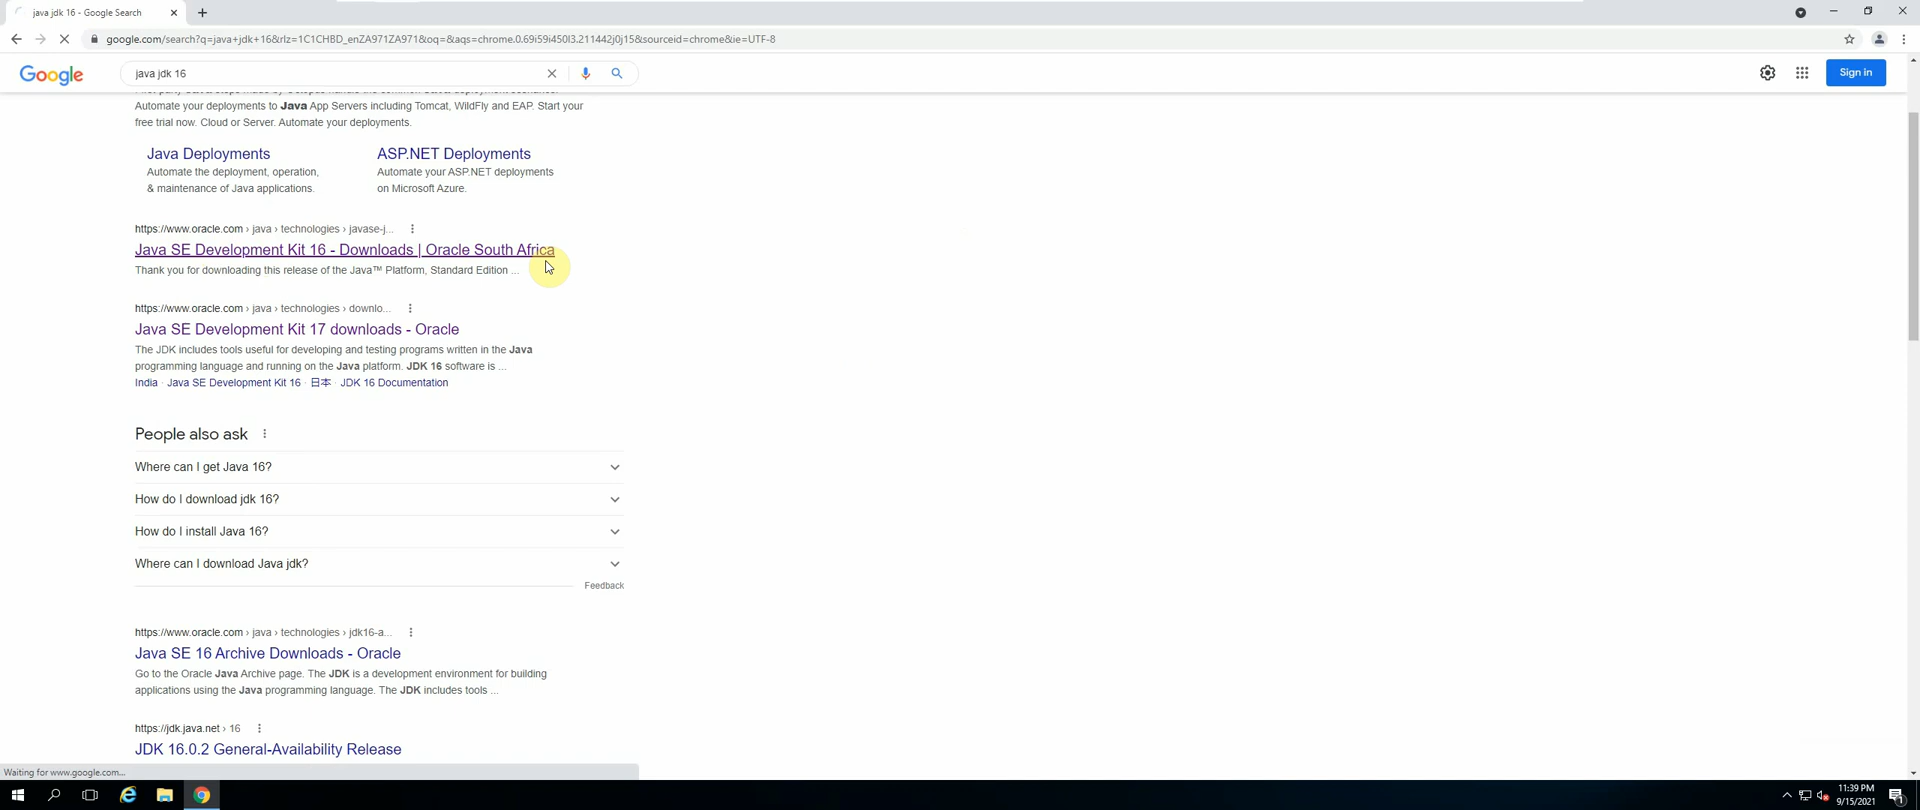 java jdk 16 - Google Search
google.com/search?q=java+jdk+16&rlz=1C1CHBD_enZA971ZA971&oq=&aqs=chrome.0.69i59i450l3.211442j0j15&sourceid=chrome&ie=UTF-8
Google
java jdk 16
Sign in
Automate your deployments to Java App Servers including Tomcat, WildFly and EAP. Start your
free trial now. Cloud or Server. Automate your deployments.
Java Deployments
Automate the deployment, operation,
& maintenance of Java applications.
ASP.NET Deployments
Automate your ASP.NET deployments
on Microsoft Azure.
https://www.oracle.com › java › technologies › javase-j...
Java SE Development Kit 16 - Downloads | Oracle South Africa
Thank you for downloading this release of the Java™ Platform, Standard Edition ...
https://www.oracle.com › java › technologies › downlo...
Java SE Development Kit 17 downloads - Oracle
The JDK includes tools useful for developing and testing programs written in the Java
programming language and running on the Java platform. JDK 16 software is ...
India · Java SE Development Kit 16 · 日本 · JDK 16 Documentation
People also ask
Where can I get Java 16?
How do I download jdk 16?
How do I install Java 16?
Where can I download Java jdk?
Feedback
https://www.oracle.com › java › technologies › jdk16-a...
Java SE 16 Archive Downloads - Oracle
Go to the Oracle Java Archive page. The JDK is a development environment for building
applications using the Java programming language. The JDK includes tools ...
https://jdk.java.net › 16
JDK 16.0.2 General-Availability Release
Waiting for www.google.com...
11:39 PM
9/15/2021
1